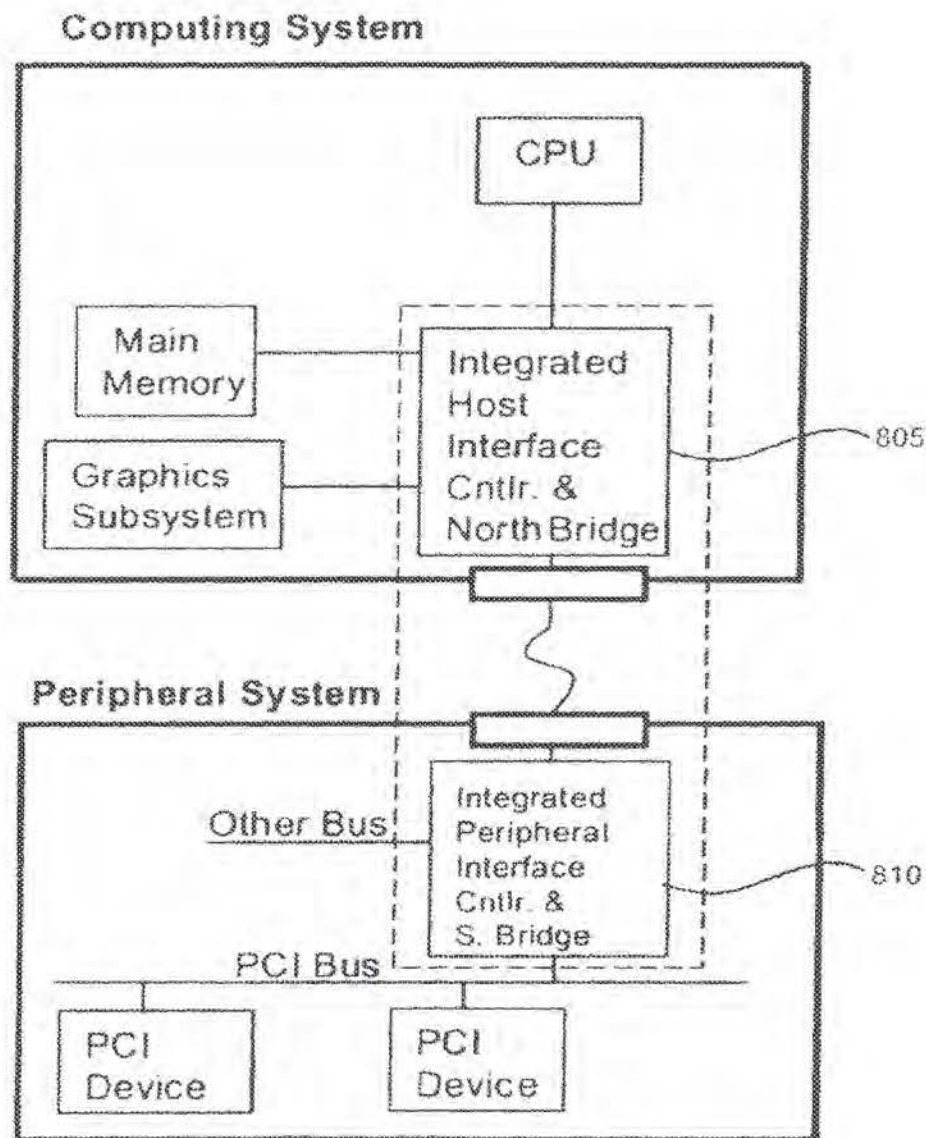 Computing System
CPU
Main
Memory
Graphics
Subsystem
Integrated
Host
Interface
Cntlr. &
North Bridge
805
Peripheral System
Other Bus
Integrated
Peripheral
Interface
Cntlr. &
S. Bridge
810
PCI Bus
PCI
Device
PCI
Device